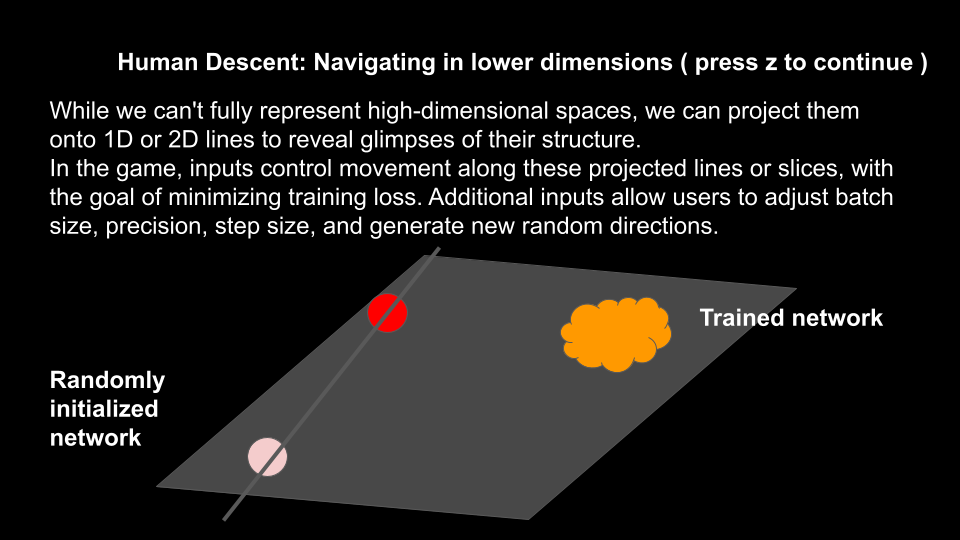 Human Descent: Navigating in lower dimensions ( press z to continue )
While we can't fully represent high-dimensional spaces, we can project them
onto 1D or 2D lines to reveal glimpses of their structure.
In the game, inputs control movement along these projected lines or slices, with
the goal of minimizing training loss. Additional inputs allow users to adjust batch
size, precision, step size, and generate new random directions.
Trained network
Randomly
initialized
network